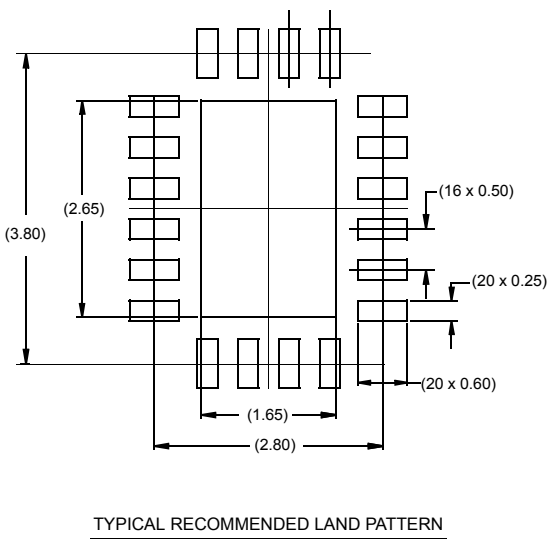 (16 x 0.50)
(2.65)
(3.80)
(20 x 0.25)
(20 x 0.60)
(1.65)
(2.80)
TYPICAL RECOMMENDED LAND PATTERN